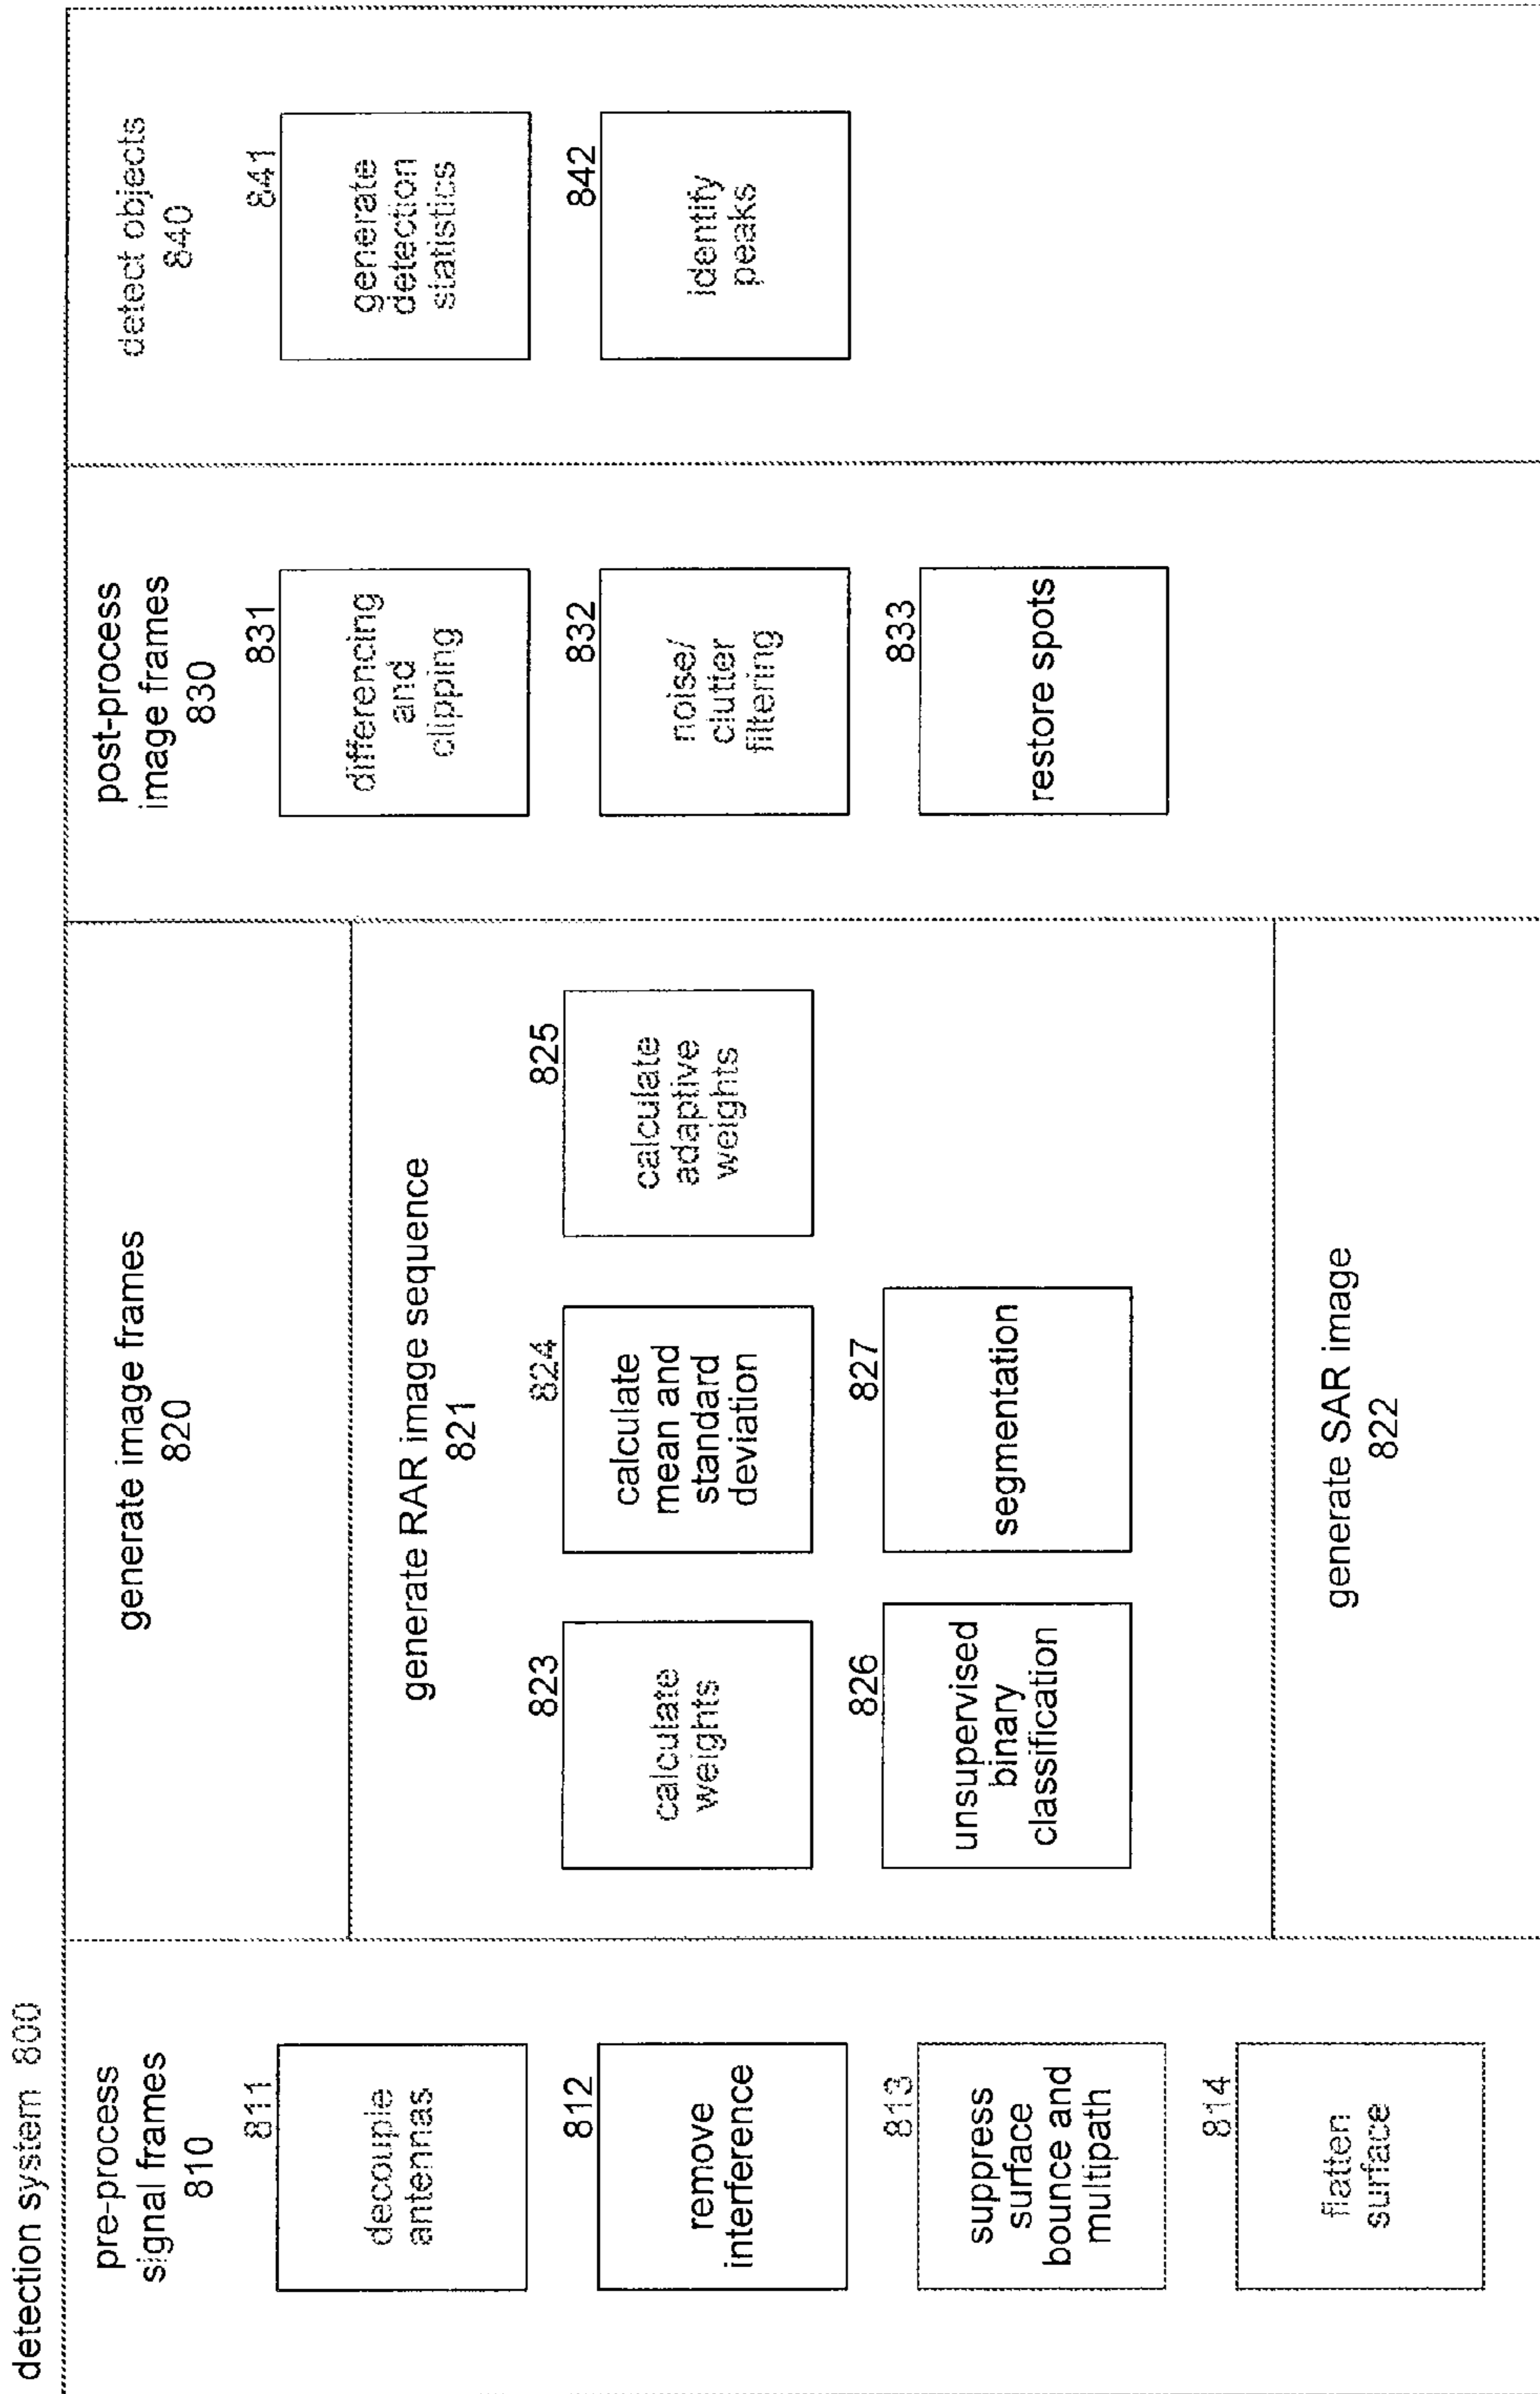 detection system 800
pre-process
signal frames
810
811
decouple
antennas
812
remove
interference
813
suppress
surface
bounce and
multipath
814
flatten
surface
generate image frames
820
generate RAR image sequence
821
823
calculate
weights
824
calculate
mean and
standard
deviation
825
calculate
adaptive
weights
826
unsupervised
binary
classification
827
segmentation
generate SAR image
822
post-process
image frames
830
831
differencing
and
clipping
832
noise/
clutter
filtering
833
restore spots
detect objects
840
841
generate
detection
statistics
842
identify
peaks